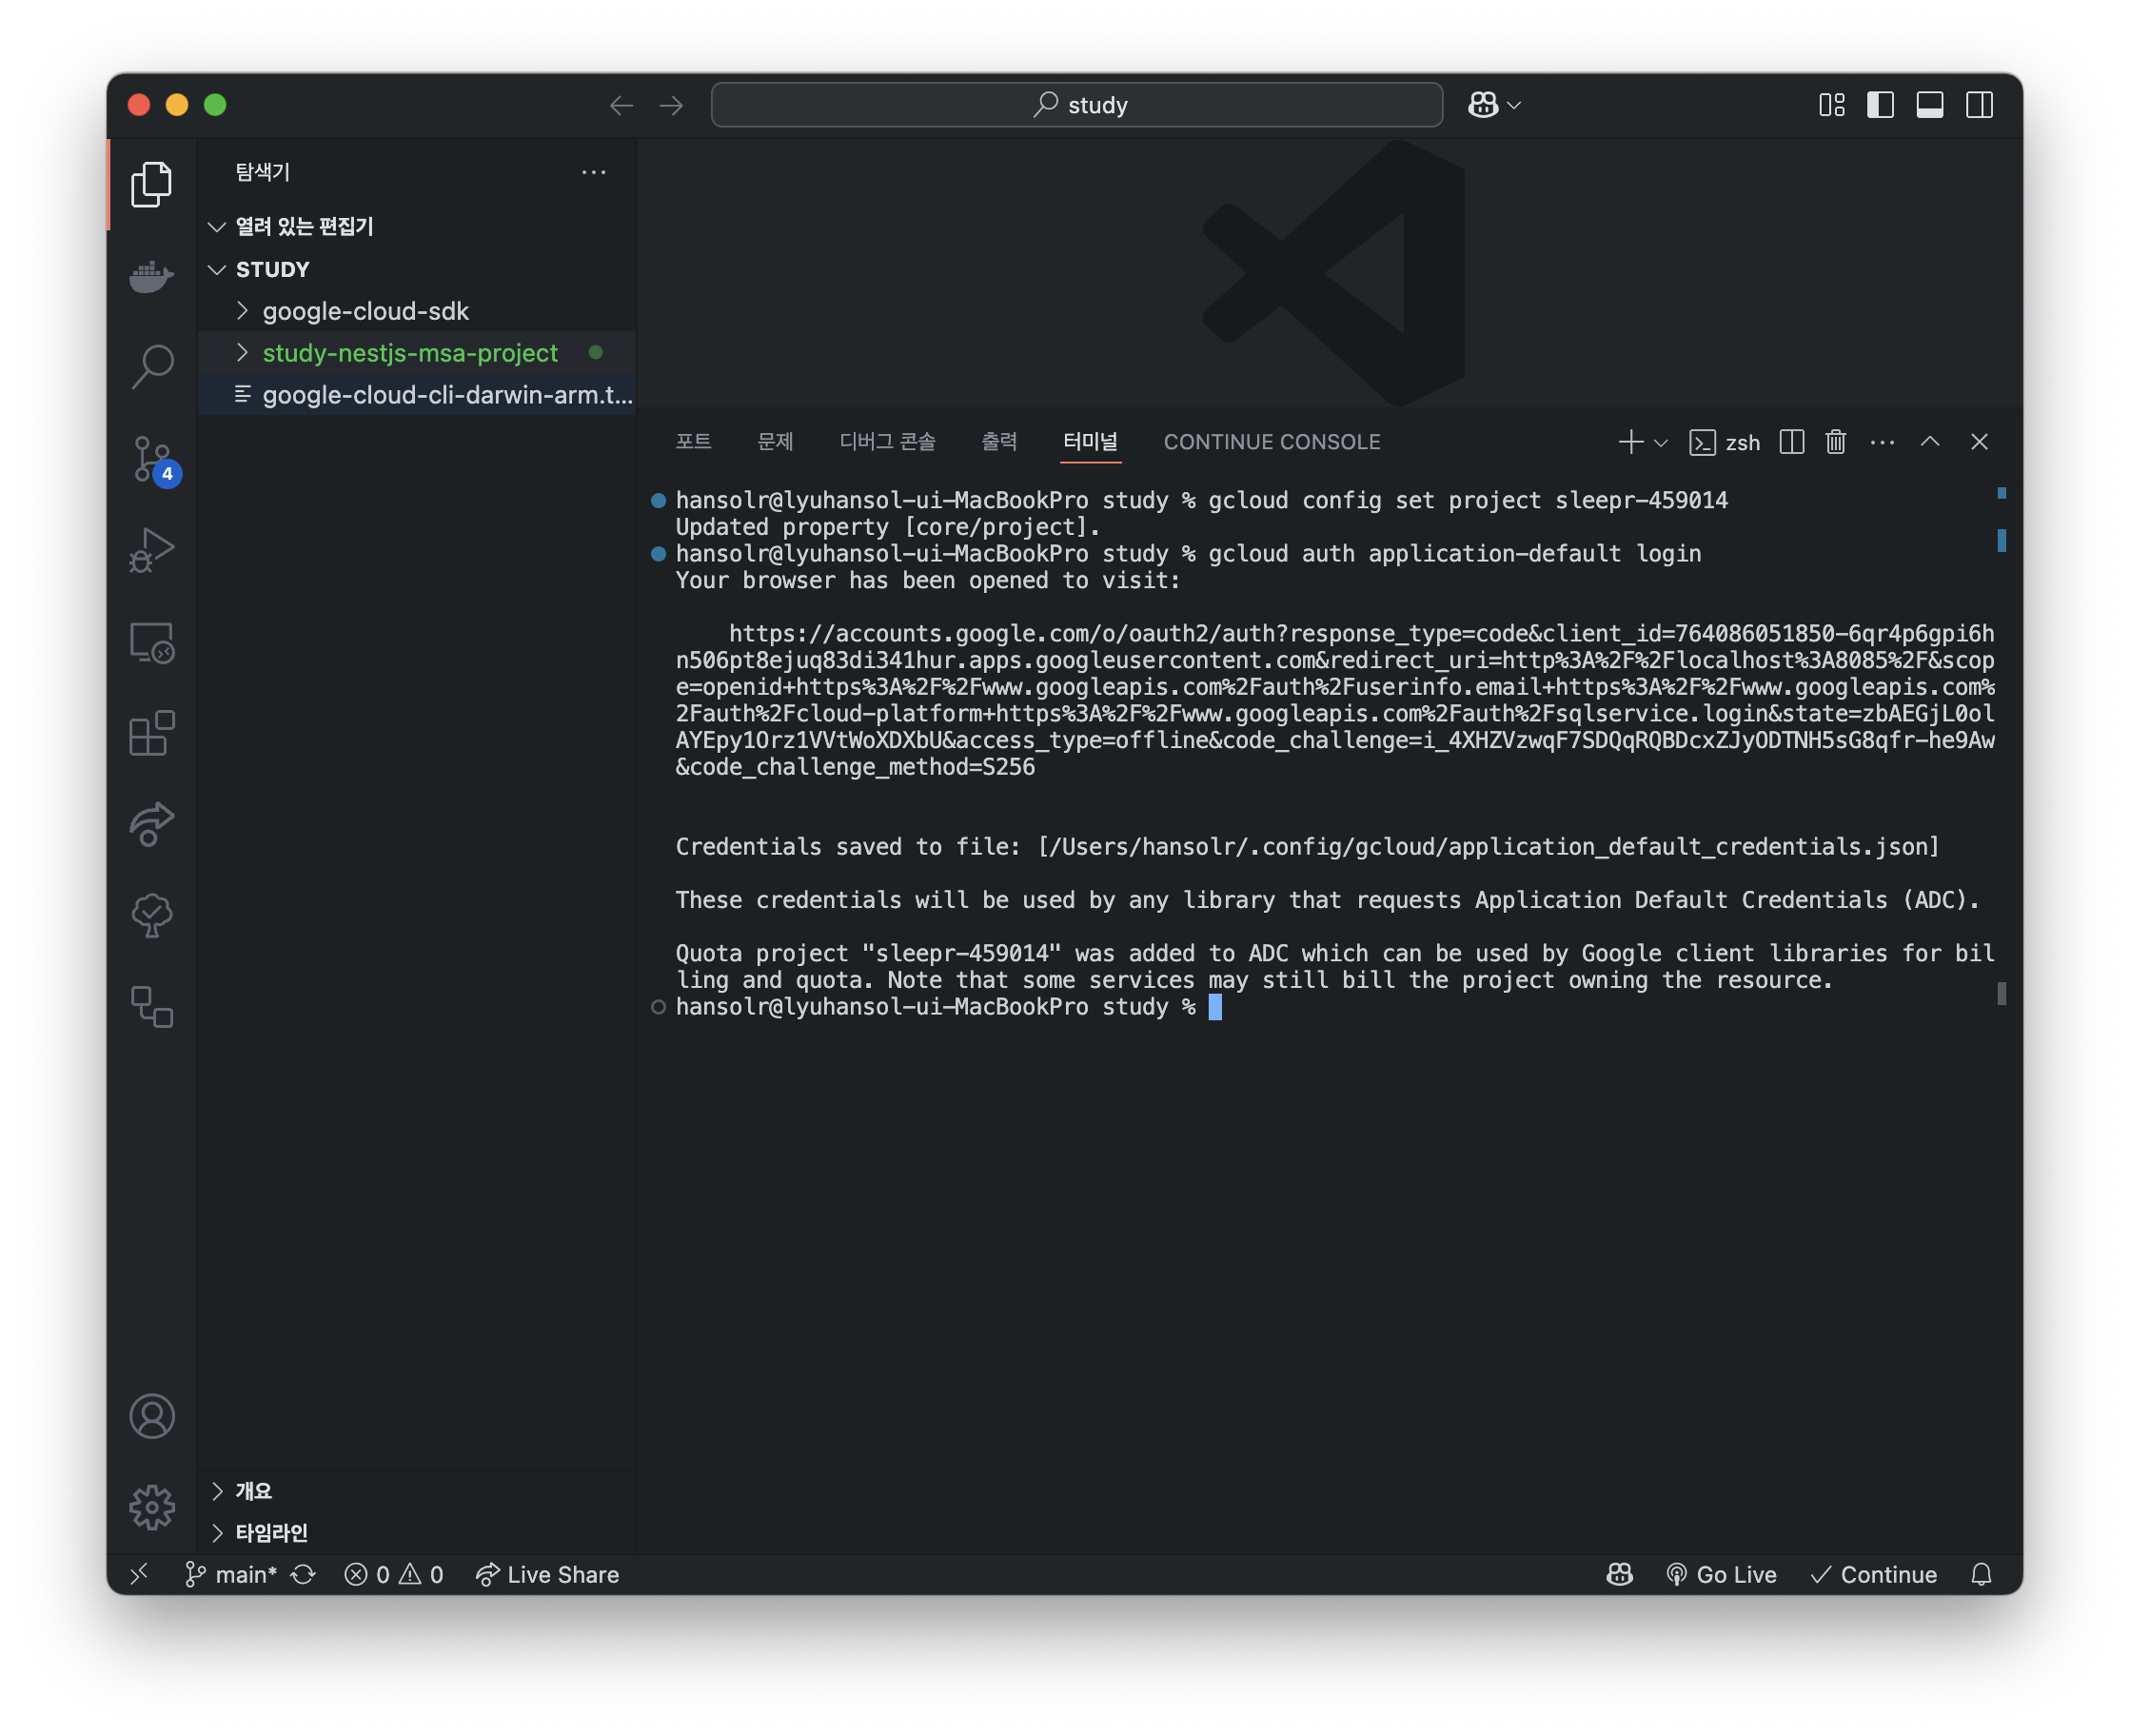 study
탐색기
열려 있는 편집기
STUDY
google-cloud-sdk
study-nestjs-msa-project
google-cloud-cli-darwin-arm.t...
4
포트 문제 디버그 콘솔 출력 터미널 CONTINUE CONSOLE zsh
hansolr@lyuhansol-ui-MacBookPro study % gcloud config set project sleepr-459014
Updated property [core/project].
hansolr@lyuhansol-ui-MacBookPro study % gcloud auth application-default login
Your browser has been opened to visit:
https://accounts.google.com/o/oauth2/auth?response_type=code&client_id=764086051850-6qr4p6gpi6h
n506pt8ejuq83di341hur.apps.googleusercontent.com&redirect_uri=http%3A%2F%2Flocalhost%3A8085%2F&scop
e=openid+https%3A%2F%2Fwww.googleapis.com%2Fauth%2Fuserinfo.email+https%3A%2F%2Fwww.googleapis.com%
2Fauth%2Fcloud-platform+https%3A%2F%2Fwww.googleapis.com%2Fauth%2Fsqlservice.login&state=zbAEGjL0ol
AYEpy1Orz1VVtWoXDXbU&access_type=offline&code_challenge=i_4XHZVzwqF7SDQqRQBDcxZJyODTNH5sG8qfr-he9Aw
&code_challenge_method=S256
Credentials saved to file: [/Users/hansolr/.config/gcloud/application_default_credentials.json]
These credentials will be used by any library that requests Application Default Credentials (ADC).
Quota project "sleepr-459014" was added to ADC which can be used by Google client libraries for bil
ling and quota. Note that some services may still bill the project owning the resource.
hansolr@lyuhansol-ui-MacBookPro study %
개요
타임라인
main* 0 0 Live Share Go Live Continue